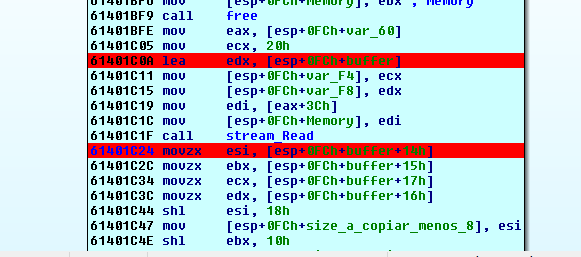 61401BF6 mov [esp+0FCh+Memory], ebx ; Memory
61401BF9 call free
61401BFE mov eax, [esp+0FCh+var_60]
61401C05 mov ecx, 20h
61401C0A lea edx, [esp+0FCh+buffer]
61401C11 mov [esp+0FCh+var_F4], ecx
61401C15 mov [esp+0FCh+var_F8], edx
61401C19 mov edi, [eax+3Ch]
61401C1C mov [esp+0FCh+Memory], edi
61401C1F call stream_Read
61401C24 movzx esi, [esp+0FCh+buffer+14h]
61401C2C movzx ebx, [esp+0FCh+buffer+15h]
61401C34 movzx ecx, [esp+0FCh+buffer+17h]
61401C3C movzx edx, [esp+0FCh+buffer+16h]
61401C44 shl esi, 18h
61401C47 mov [esp+0FCh+size_a_copiar_menos_8], esi
61401C4E shl ebx, 10h